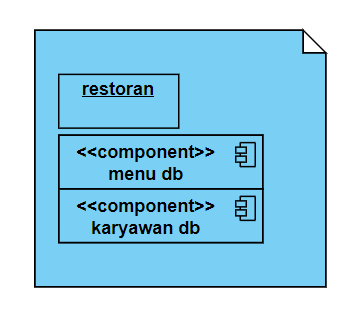 restoran
<<component>>
menu db
<<component>>
karyawan db